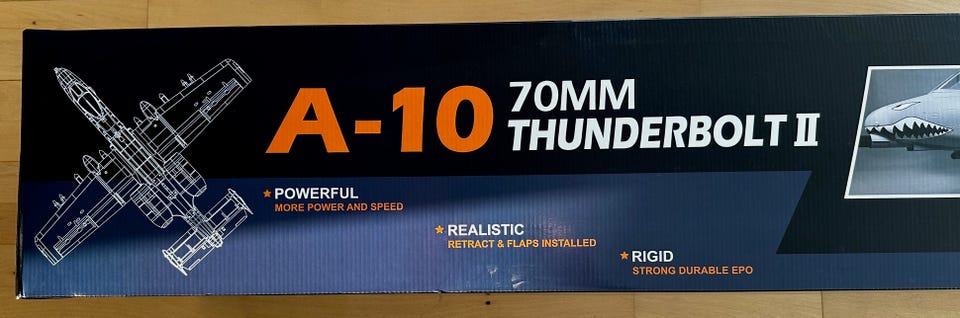 A-10
70MM
THUNDERBOLT II
POWERFUL
MORE POWER AND SPEED
REALISTIC
RETRACT & FLAPS INSTALLED
RIGID
STRONG DURABLE EPO